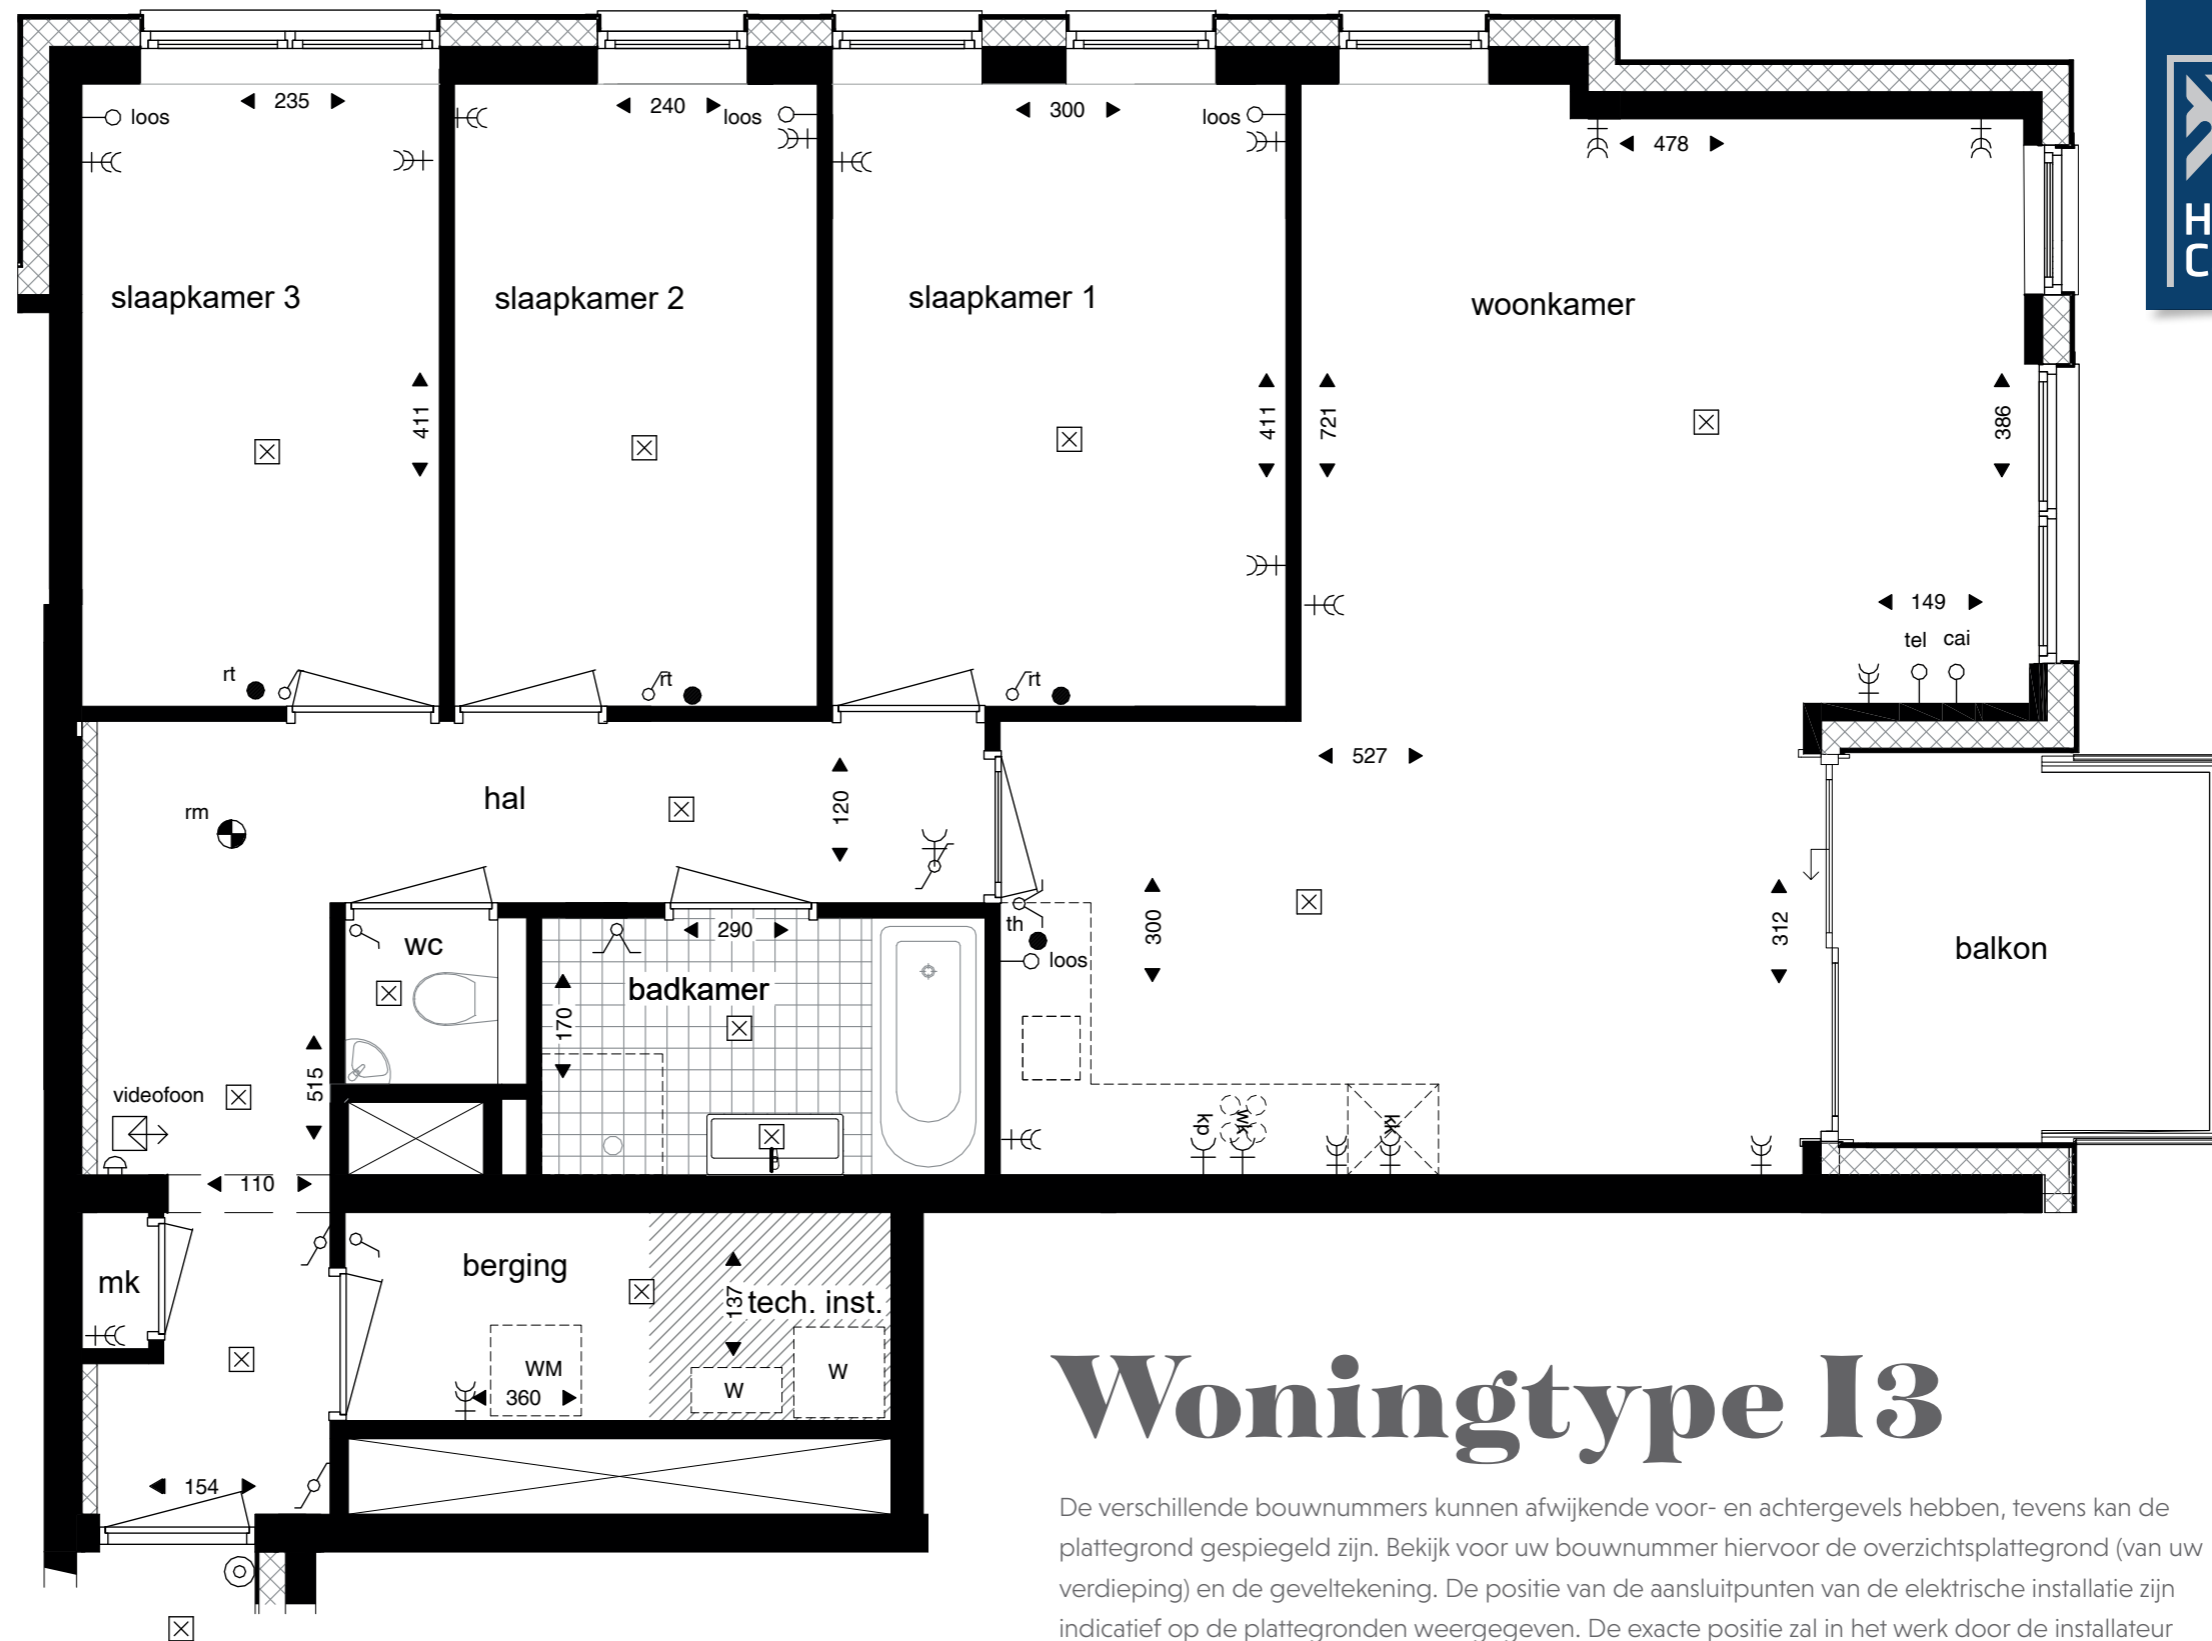 235
loos
240
loos
300
loos
478
H
C
slaapkamer 3
slaapkamer 2
slaapkamer 1
woonkamer
411
411
721
386
149
tel cai
rt
rt
rt
527
hal
120
rm
wc
290
th
loos
badkamer
300
312
balkon
170
515
videofoon
kp
wk
kk
110
mk
berging
137
tech. inst.
WM
360
W
W
154
Woningtype I3
De verschillende bouwnummers kunnen afwijkende voor- en achtergevels hebben, tevens kan de
plattegrond gespiegeld zijn. Bekijk voor uw bouwnummer hiervoor de overzichtsplattegrond (van uw
verdieping) en de geveltekening. De positie van de aansluitpunten van de elektrische installatie zijn
indicatief op de plattegronden weergegeven. De exacte positie zal in het werk door de installateur